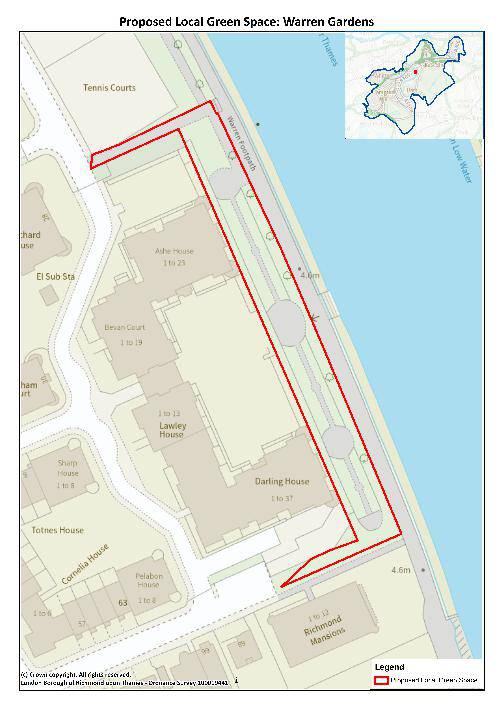 Proposed Local Green Space: Warren Gardens
Thames
Tennis Courts
Warren Footpath
n Low Water
chard
use
Ashe House
1 to 23
4.6m
El Sub Sta
Bevan Court
1 to 19
ham
urt
1 to 13
Lawley
House
Sharp
House
1 to 8
Darling House
1 to 37
Totnes House
Cornelia House
Pelabon
House
1 to 8
63
57
1 to 6
4.6m
1 to 12
Richmond
Mansions
99
89
Legend
Proposed Local Green Space
(c) Crown copyright. All rights reserved.
London Borough of Richmond upon Thames - Ordnance Survey 100019441
1